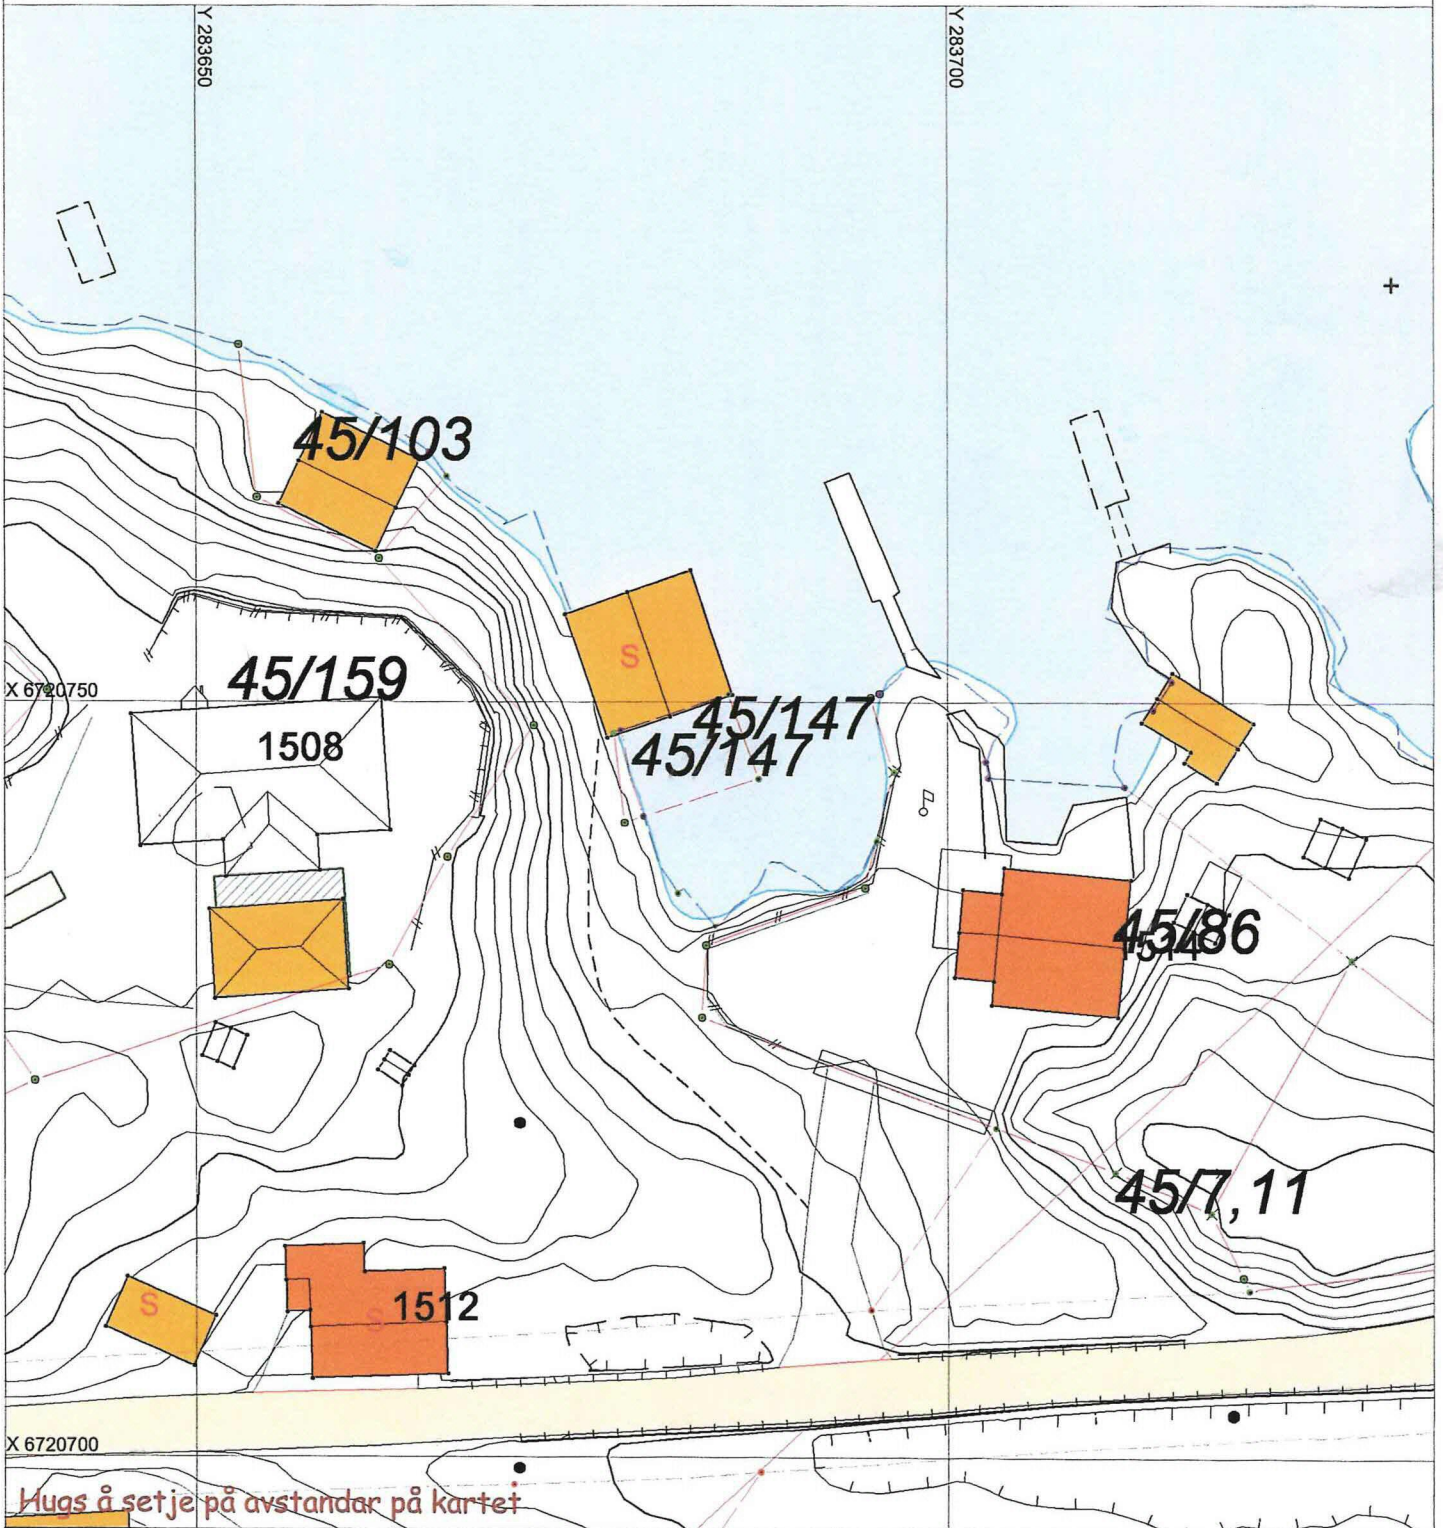 Y 283650
Y 283700
45/103
S
X 6720750
45/159
45/147
45/147
1508
45/86
1514
45/7,11
S
S
1512
X 6720700
Hugs å setje på avstandar på kartet